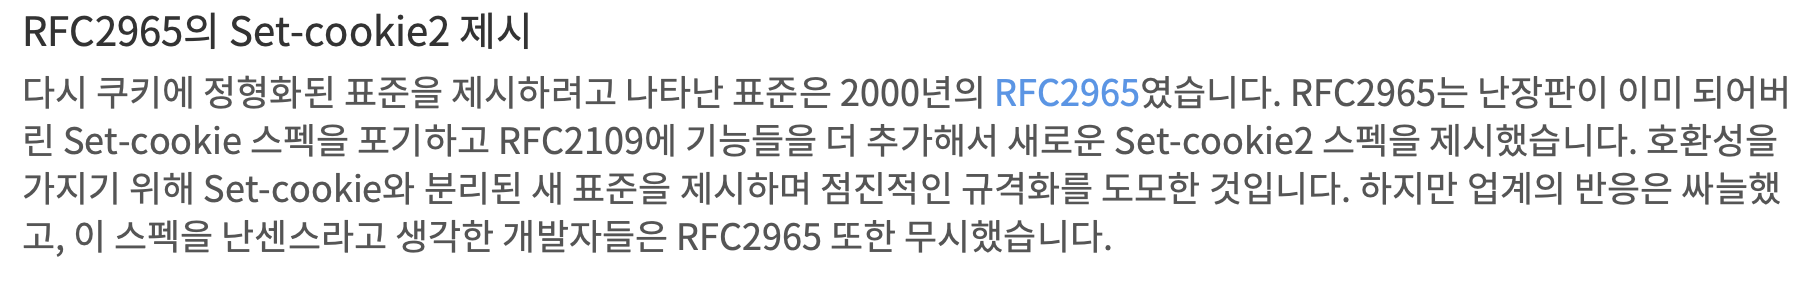 RFC2965의 Set-cookie2 제시
다시 쿠키에 정형화된 표준을 제시하려고 나타난 표준은 2000년의 RFC2965였습니다. RFC2965는 난장판이 이미 되어버
린 Set-cookie 스펙을 포기하고 RFC2109에 기능들을 더 추가해서 새로운 Set-cookie2 스펙을 제시했습니다. 호환성을
가지기 위해 Set-cookie와 분리된 새 표준을 제시하며 점진적인 규격화를 도모한 것입니다. 하지만 업계의 반응은 싸늘했
고, 이 스펙을 난센스라고 생각한 개발자들은 RFC2965 또한 무시했습니다.